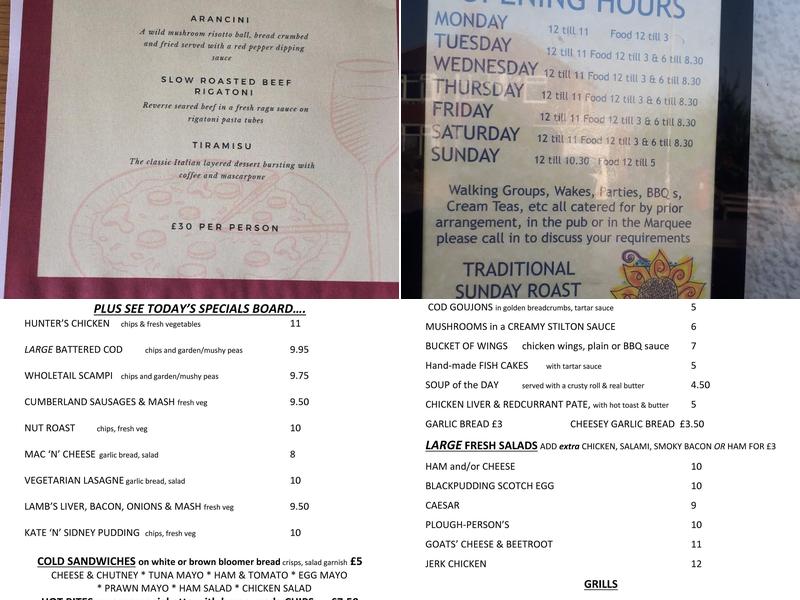 ARANCINI
A wild mushroom risotto ball, bread crumbed
and fried served with a red pepper dipping
sauce
SLOW ROASTED BEEF
RIGATONI
Reverse seared beef in a fresh ragu sauce on
rigatoni pasta tubes
TIRAMISU
The classic Italian layered dessert bursting with
coffee and mascarpone
£30 PER PERSON
OPENING HOURS
MONDAY 12 till 11 Food 12 till 3
TUESDAY 12 till 11 Food 12 till 3 & 6 till 8.30
WEDNESDAY 12 till 11 Food 12 till 3 & 6 till 8.30
THURSDAY 12 till 11 Food 12 till 3 & 6 till 8.30
FRIDAY 12 till 11 Food 12 till 3 & 6 till 8.30
SATURDAY 12 till 11 Food 12 till 3 & 6 till 8.30
SUNDAY 12 till 10.30 Food 12 till 5
Walking Groups, Wakes, Parties, BBQ s,
Cream Teas, etc all catered for by prior
arrangement, in the pub or in the Marquee
please call in to discuss your requirements
TRADITIONAL
SUNDAY ROAST
PLUS SEE TODAY'S SPECIALS BOARD....
HUNTER'S CHICKEN chips & fresh vegetables 11
LARGE BATTERED COD chips and garden/mushy peas 9.95
WHOLETAIL SCAMPI chips and garden/mushy peas 9.75
CUMBERLAND SAUSAGES & MASH fresh veg 9.50
NUT ROAST chips, fresh veg 10
MAC 'N' CHEESE garlic bread, salad 8
VEGETARIAN LASAGNE garlic bread, salad 10
LAMB'S LIVER, BACON, ONIONS & MASH fresh veg 9.50
KATE 'N' SIDNEY PUDDING chips, fresh veg 10
COLD SANDWICHES on white or brown bloomer bread crisps, salad garnish £5
CHEESE & CHUTNEY * TUNA MAYO * HAM & TOMATO * EGG MAYO
* PRAWN MAYO * HAM SALAD * CHICKEN SALAD
COD GOUJONS in golden breadcrumbs, tartar sauce 5
MUSHROOMS in a CREAMY STILTON SAUCE 6
BUCKET OF WINGS chicken wings, plain or BBQ sauce 7
Hand-made FISH CAKES with tartar sauce 5
SOUP of the DAY served with a crusty roll & real butter 4.50
CHICKEN LIVER & REDCURRANT PATE, with hot toast & butter 5
GARLIC BREAD £3 CHEESEY GARLIC BREAD £3.50
LARGE FRESH SALADS ADD extra CHICKEN, SALAMI, SMOKY BACON OR HAM FOR £3
HAM and/or CHEESE 10
BLACKPUDDING SCOTCH EGG 10
CAESAR 9
PLOUGH-PERSON'S 10
GOATS' CHEESE & BEETROOT 11
JERK CHICKEN 12
GRILLS